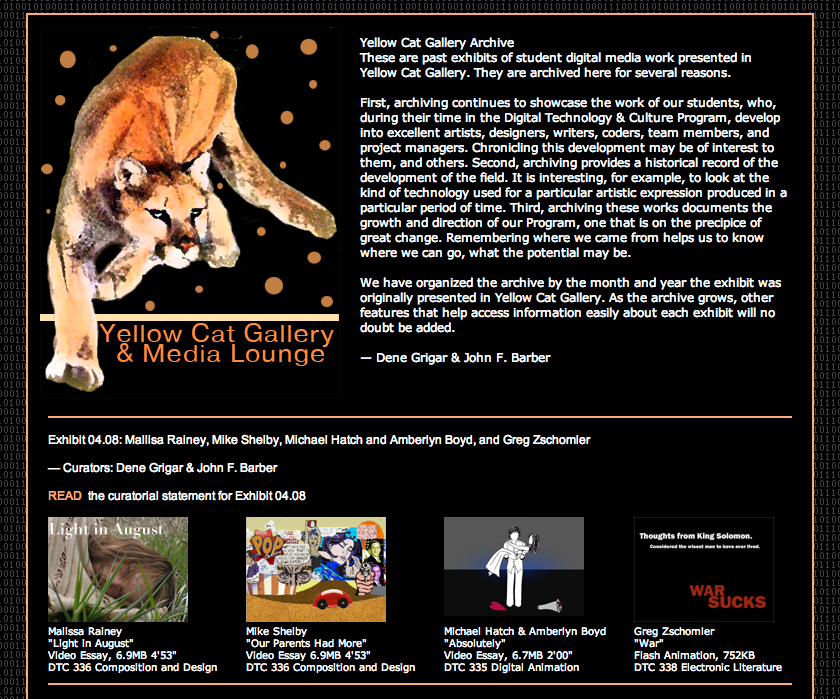 Yellow Cat Gallery
& Media Lounge
Yellow Cat Gallery Archive
These are past exhibits of student digital media work presented in
Yellow Cat Gallery. They are archived here for several reasons.
First, archiving continues to showcase the work of our students, who,
during their time in the Digital Technology & Culture Program, develop
into excellent artists, designers, writers, coders, team members, and
project managers. Chronicling this development may be of interest to
them, and others. Second, archiving provides a historical record of the
development of the field. It is interesting, for example, to look at the
kind of technology used for a particular artistic expression produced in a
particular period of time. Third, archiving these works documents the
growth and direction of our Program, one that is on the precipice of
great change. Remembering where we came from helps us to know
where we can go, what the potential may be.
We have organized the archive by the month and year the exhibit was
originally presented in Yellow Cat Gallery. As the archive grows, other
features that help access information easily about each exhibit will no
doubt be added.
— Dene Grigar & John F. Barber
Exhibit 04.08: Mallisa Rainey, Mike Shelby, Michael Hatch and Amberlyn Boyd, and Greg Zschomler
— Curators: Dene Grigar & John F. Barber
READ the curatorial statement for Exhibit 04.08
Light in August
Malissa Rainey
"Light in August"
Video Essay, 6.9MB 4'53"
DTC 336 Composition and Design
POP
Mike Shelby
"Our Parents Had More"
Video Essay 6.9MB 4'53"
DTC 336 Composition and Design
Michael Hatch & Amberlyn Boyd
"Absolutely"
Video Essay, 6.7MB 2'00"
DTC 335 Digital Animation
Thoughts from King Solomon.
Considered the wisest man to have ever lived.
WAR
SUCKS
Greg Zschomler
"War"
Flash Animation, 752KB
DTC 338 Electronic Literature